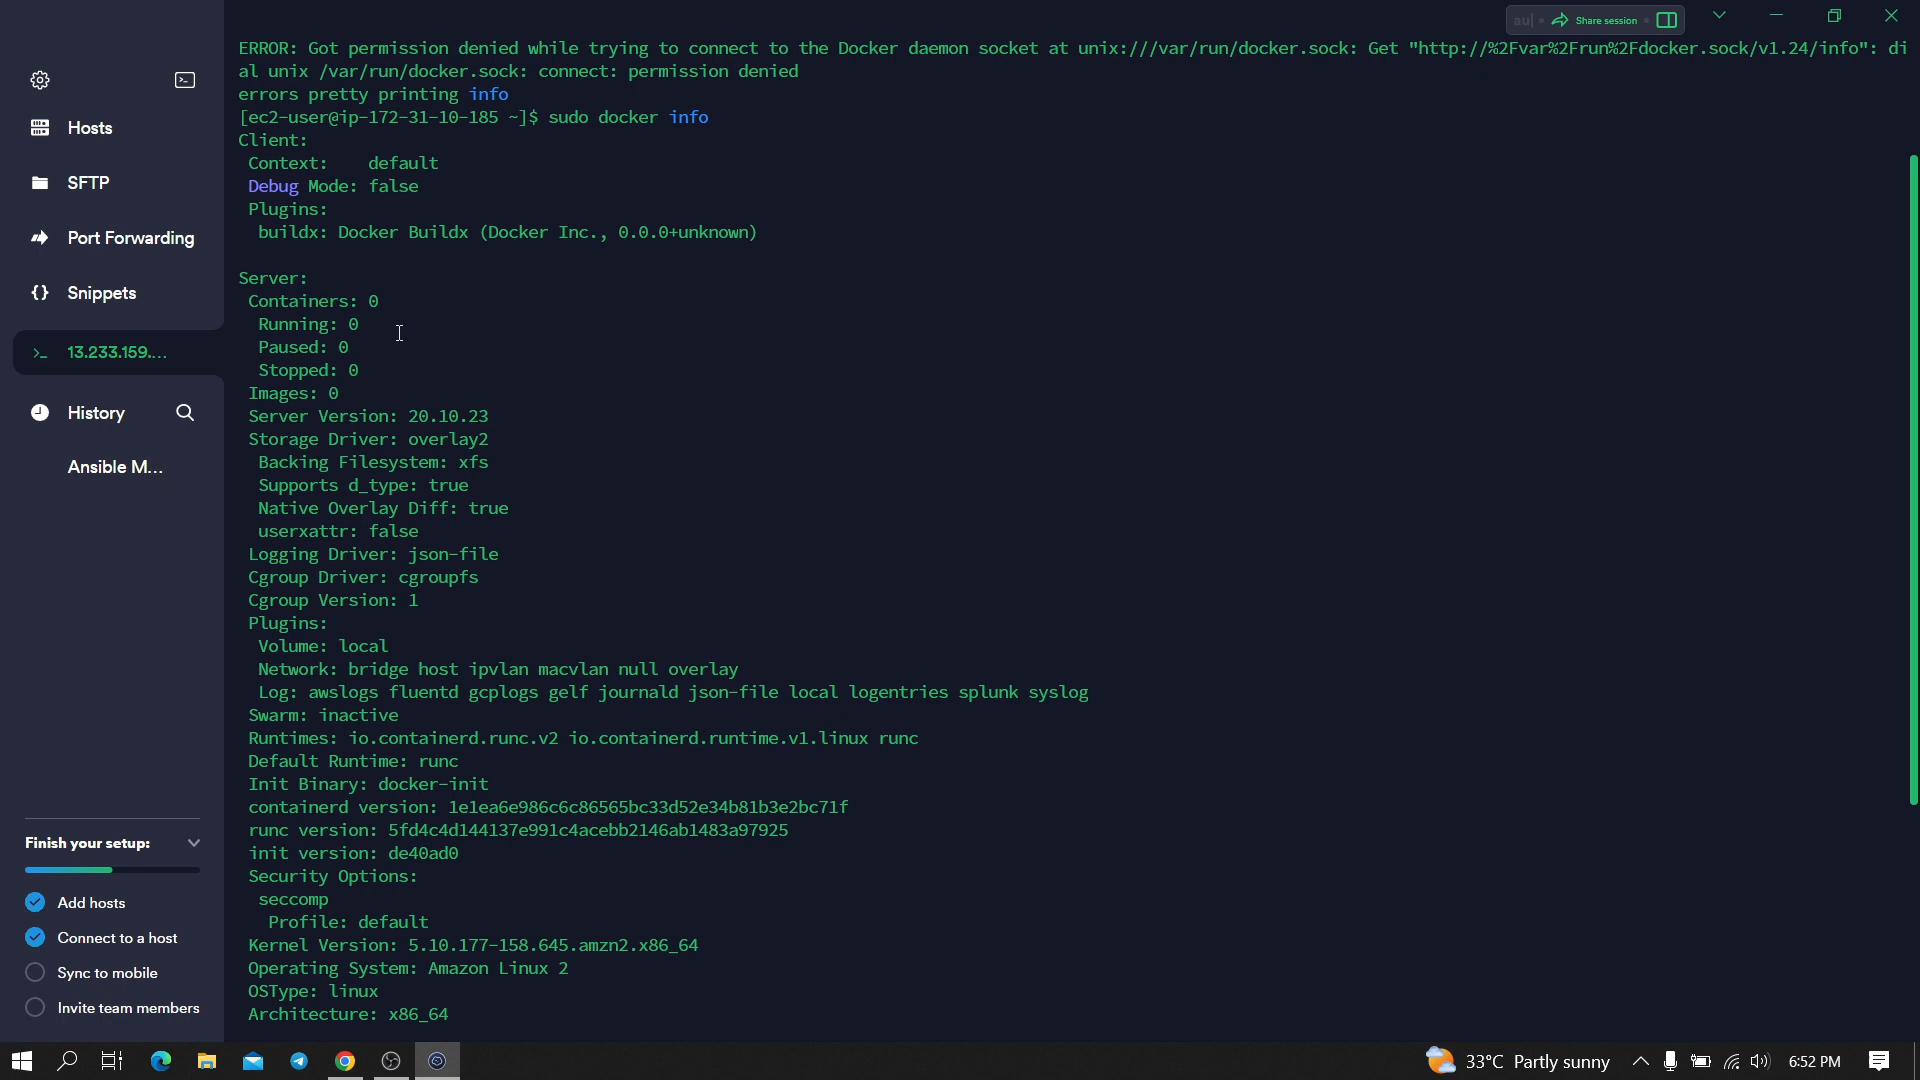 au
Share session
Hosts
SFTP
Port Forwarding
Snippets
13.233.159....
History
Ansible M...
Finish your setup:
Add hosts
Connect to a host
Sync to mobile
Invite team members
ERROR: Got permission denied while trying to connect to the Docker daemon socket at unix:///var/run/docker.sock: Get "http://%2Fvar%2Frun%2Fdocker.sock/v1.24/info": di
al unix /var/run/docker.sock: connect: permission denied
errors pretty printing info
[ec2-user@ip-172-31-10-185 ~]$ sudo docker info
Client:
Context:    default
Debug Mode: false
Plugins:
buildx: Docker Buildx (Docker Inc., 0.0.0+unknown)
Server:
Containers: 0
Running: 0
Paused: 0
Stopped: 0
Images: 0
Server Version: 20.10.23
Storage Driver: overlay2
Backing Filesystem: xfs
Supports d_type: true
Native Overlay Diff: true
userxattr: false
Logging Driver: json-file
Cgroup Driver: cgroupfs
Cgroup Version: 1
Plugins:
Volume: local
Network: bridge host ipvlan macvlan null overlay
Log: awslogs fluentd gcplogs gelf journald json-file local logentries splunk syslog
Swarm: inactive
Runtimes: io.containerd.runc.v2 io.containerd.runtime.v1.linux runc
Default Runtime: runc
Init Binary: docker-init
containerd version: 1e1ea6e986c6c86565bc33d52e34b81b3e2bc71f
runc version: 5fd4c4d144137e991c4acebb2146ab1483a97925
init version: de40ad0
Security Options:
seccomp
Profile: default
Kernel Version: 5.10.177-158.645.amzn2.x86_64
Operating System: Amazon Linux 2
OSType: linux
Architecture: x86_64
33°C Partly sunny
6:52 PM